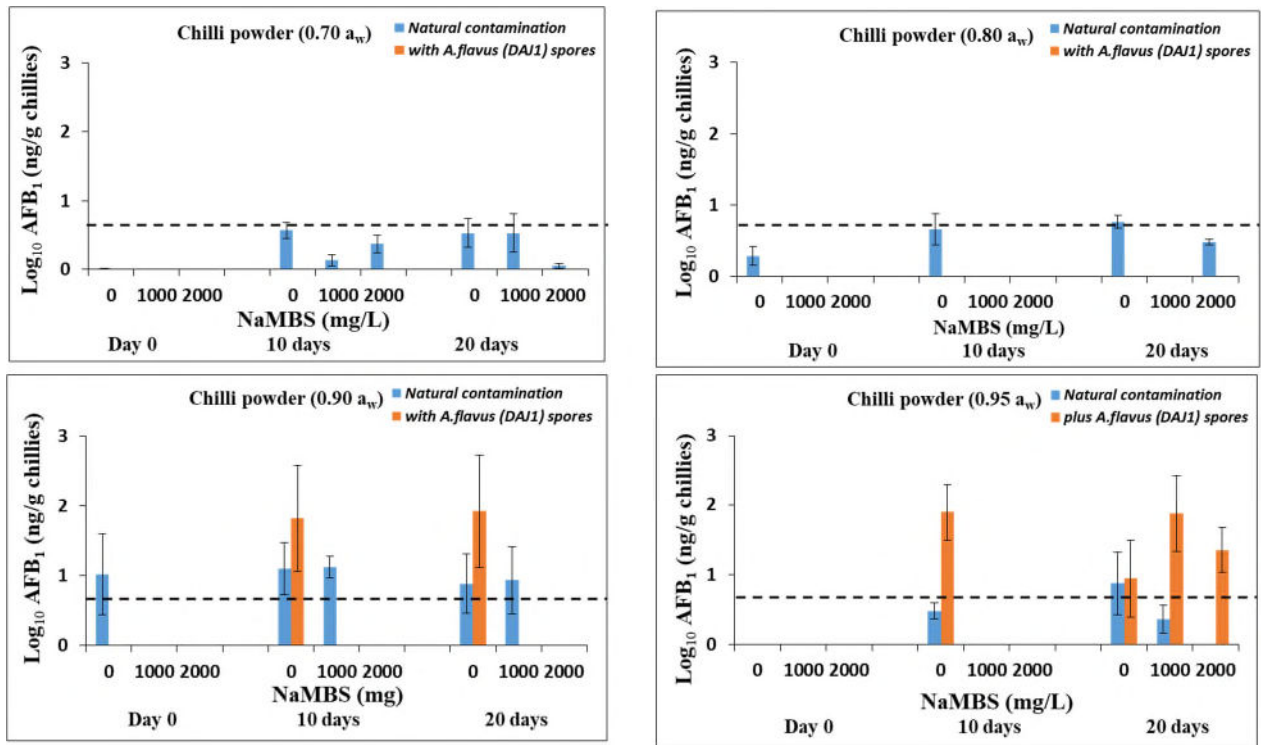 Chilli powder (0.70 aw)
Natural contamination
with A.flavus (DAJ1) spores
Log10 AFB1 (ng/g chillies)
3
2
1
0
0 1000 2000 0 1000 2000 0 1000 2000
NaMBS (mg/L)
Day 0 10 days 20 days
Chilli powder (0.80 aw)
Natural contamination
with A.flavus (DAJ1) spores
Log10 AFB1 (ng/g chillies)
3
2
1
0
0 1000 2000 0 1000 2000 0 1000 2000
NaMBS (mg/L)
Day 0 10 days 20 days
Chilli powder (0.90 aw)
Natural contamination
with A.flavus (DAJ1) spores
Log10 AFB1 (ng/g chillies)
3
2
1
0
0 1000 2000 0 1000 2000 0 1000 2000
NaMBS (mg)
Day 0 10 days 20 days
Chilli powder (0.95 aw)
Natural contamination
plus A.flavus (DAJ1) spores
Log10 AFB1 (ng/g chillies)
3
2
1
0
0 1000 2000 0 1000 2000 0 1000 2000
NaMBS (mg/L)
Day 0 10 days 20 days